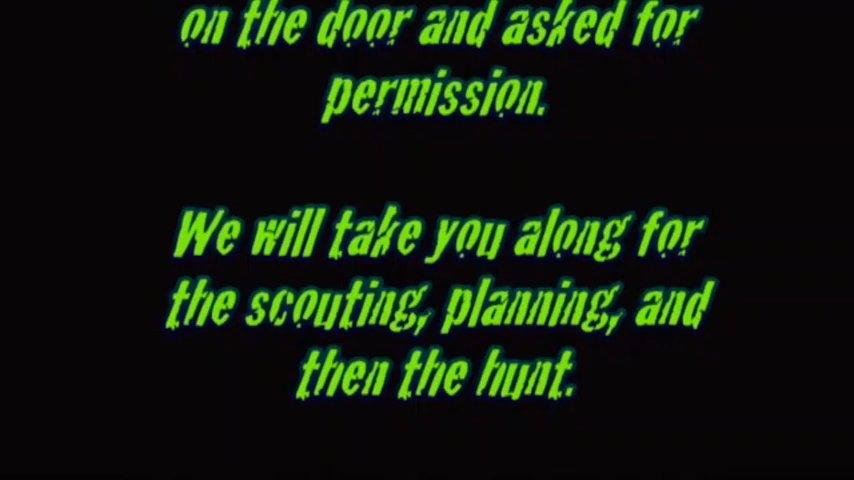 on the door and asked for
permission.
We will take you along for
the scouting, planning, and
then the hunt.